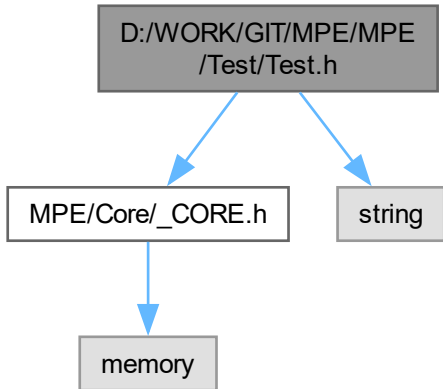 D:/WORK/GIT/MPE/MPE
/Test/Test.h
MPE/Core/_CORE.h
string
memory